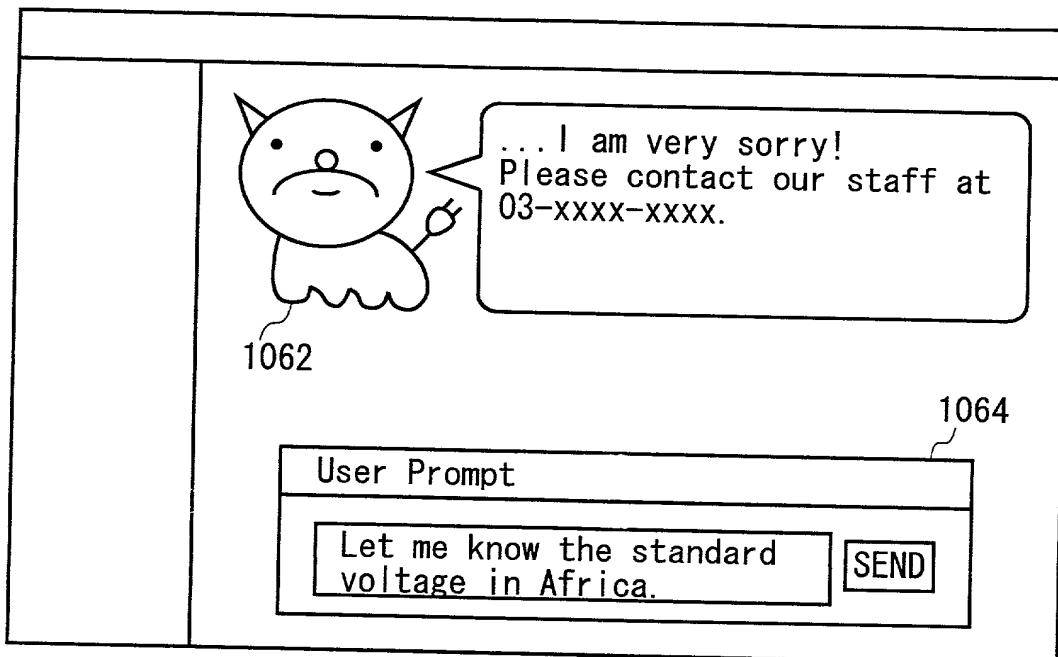 ...I am very sorry!
Please contact our staff at
03-xxxx-xxxx.
1062
1064
User Prompt
Let me know the standard
voltage in Africa.
SEND